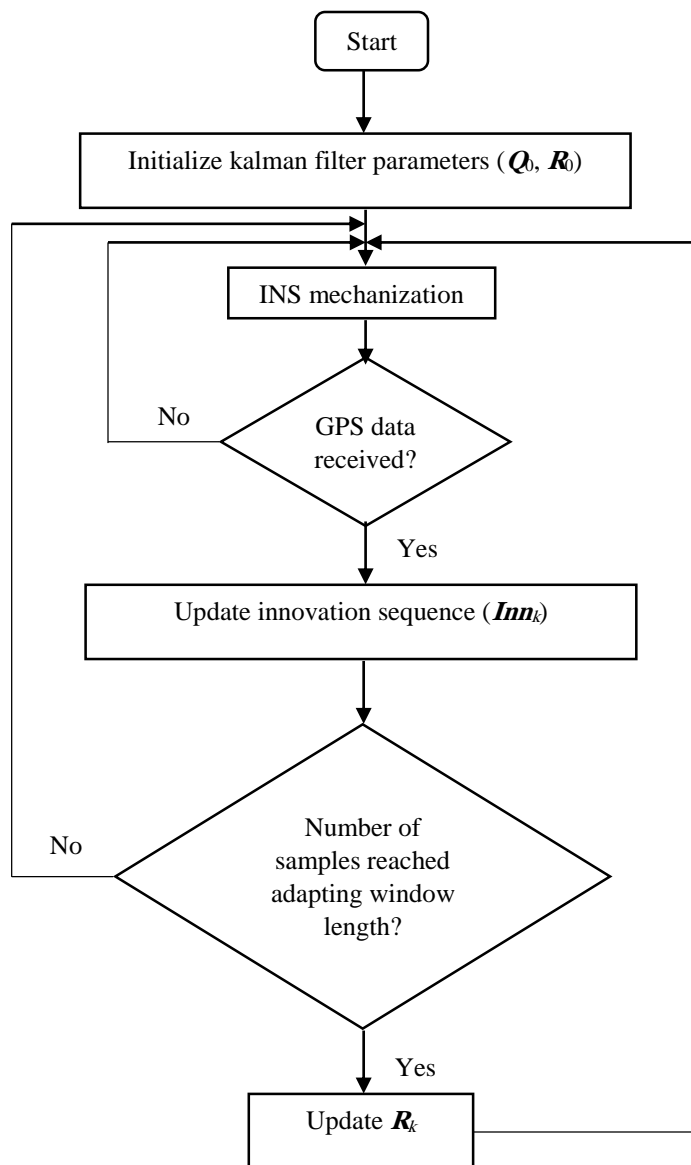 Start
Initialize kalman filter parameters (Q0, R0)
INS mechanization
No
GPS data
received?
Yes
Update innovation sequence (Innk)
No
Number of
samples reached
adapting window
length?
Yes
Update Rk